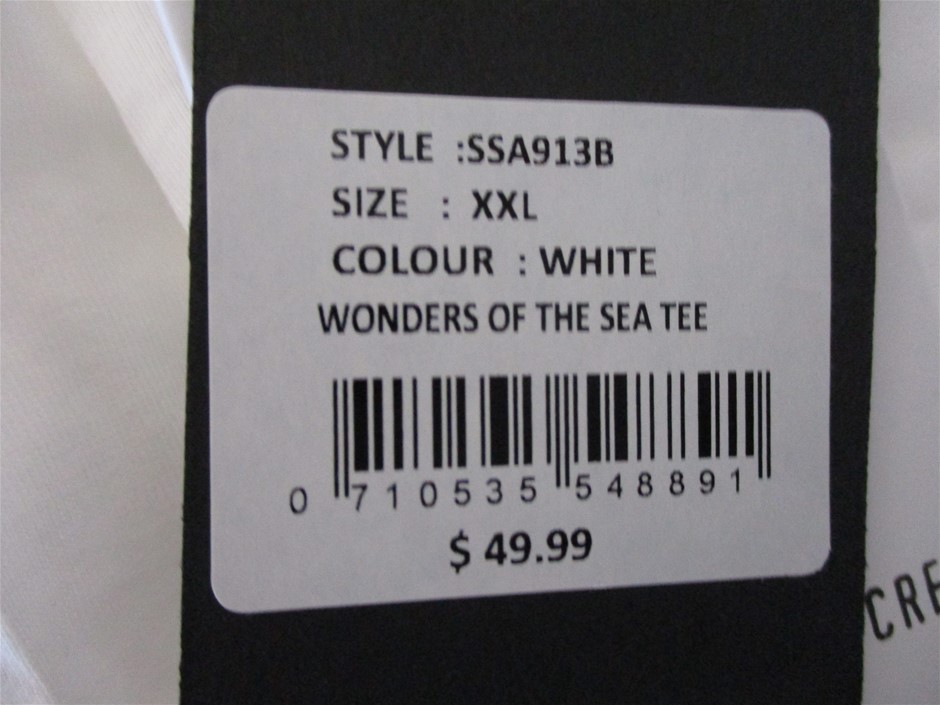 STYLE :SSA913B
SIZE : XXL
COLOUR : WHITE
WONDERS OF THE SEA TEE
0 710535 548891
$ 49.99
CRE